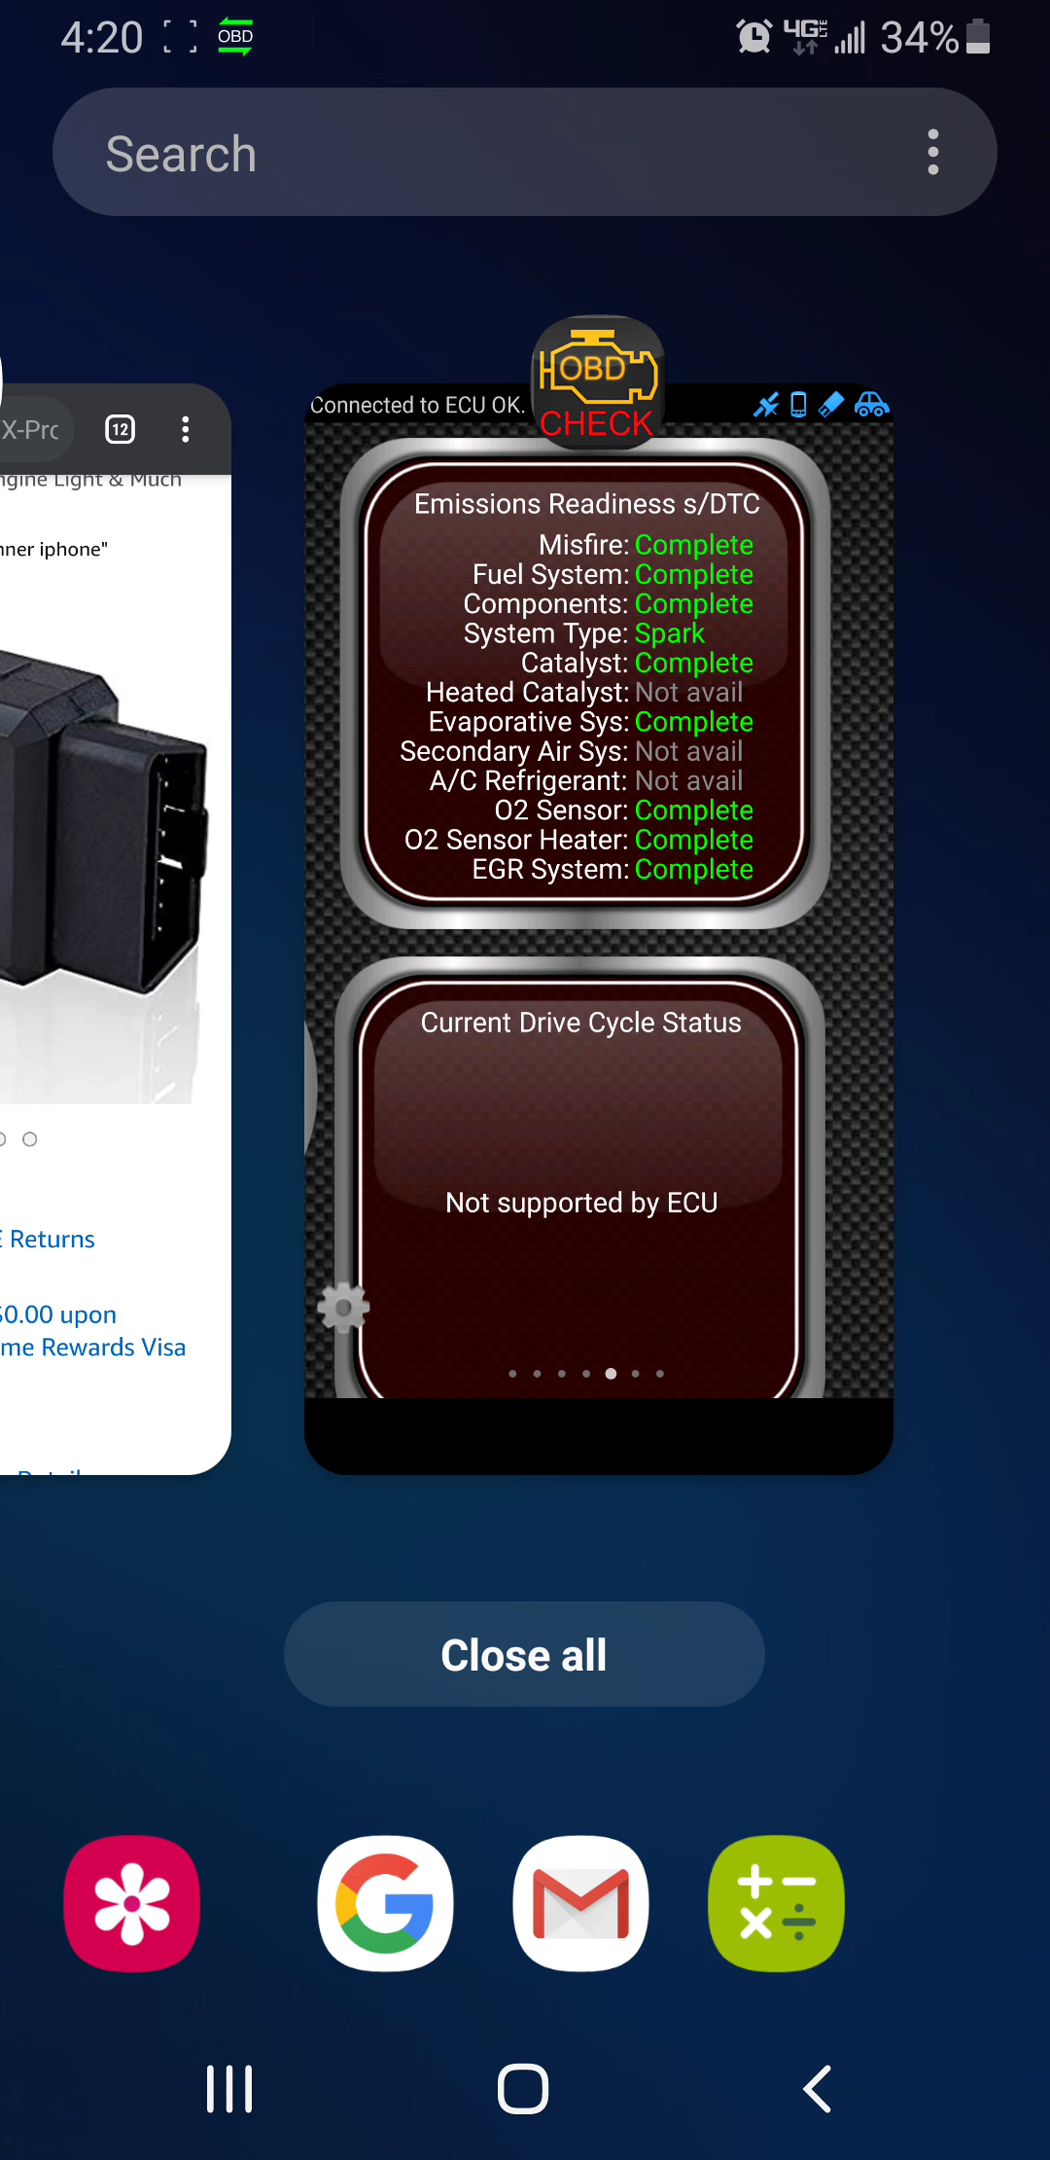 4:20 OBD 4G LTE 34%
Search
OBD
CHECK
X-Prc 12
Connected to ECU OK.
ngine Light & Much
nner iphone"
E Returns
$0.00 upon
me Rewards Visa
Emissions Readiness s/DTC
Misfire: Complete
Fuel System: Complete
Components: Complete
System Type: Spark
Catalyst: Complete
Heated Catalyst: Not avail
Evaporative Sys: Complete
Secondary Air Sys: Not avail
A/C Refrigerant: Not avail
O2 Sensor: Complete
O2 Sensor Heater: Complete
EGR System: Complete
Current Drive Cycle Status
Not supported by ECU
Close all